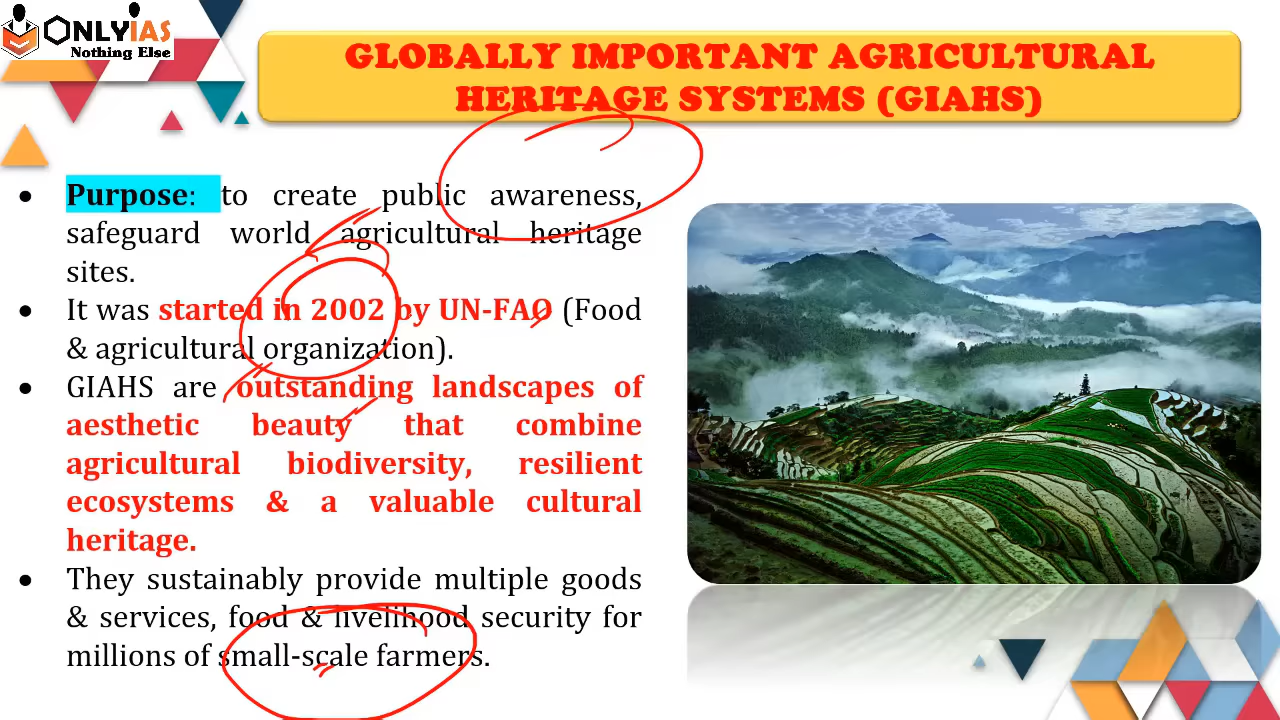 ONLYIAS
Nothing Else
GLOBALLY IMPORTANT AGRICULTURAL
HERITAGE SYSTEMS (GIAHS)
• Purpose: to create public awareness,
safeguard world agricultural heritage
sites.
• It was started in 2002 by UN-FAO (Food
& agricultural organization).
• GIAHS are outstanding landscapes of
aesthetic beauty that combine
agricultural biodiversity, resilient
ecosystems & a valuable cultural
heritage.
• They sustainably provide multiple goods
& services, food & livelihood security for
millions of small-scale farmers.